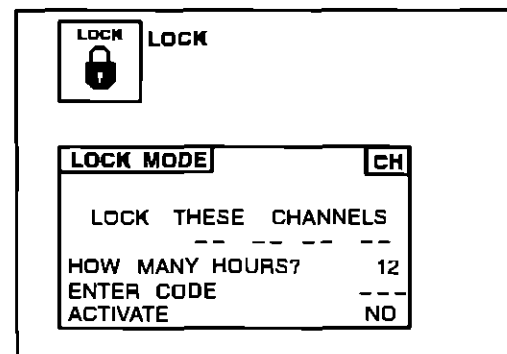 LOCK LOCK
LOCK MODE CH
LOCK THESE CHANNELS
-- -- -- --
HOW MANY HOURS? 12
ENTER CODE ---
ACTIVATE NO